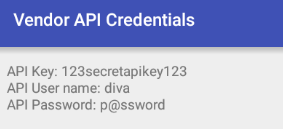 Vendor API Credentials
API Key: 123secretapikey123
API User name: diva
API Password: p@ssword